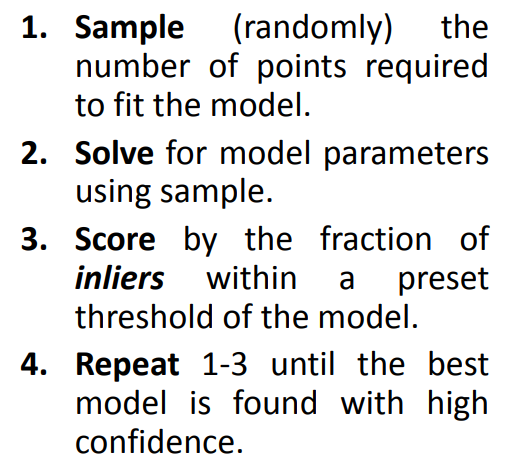 1. Sample (randomly) the
number of points required
to fit the model.
2. Solve for model parameters
using sample.
3. Score by the fraction of
inliers within a preset
threshold of the model.
4. Repeat 1-3 until the best
model is found with high
confidence.